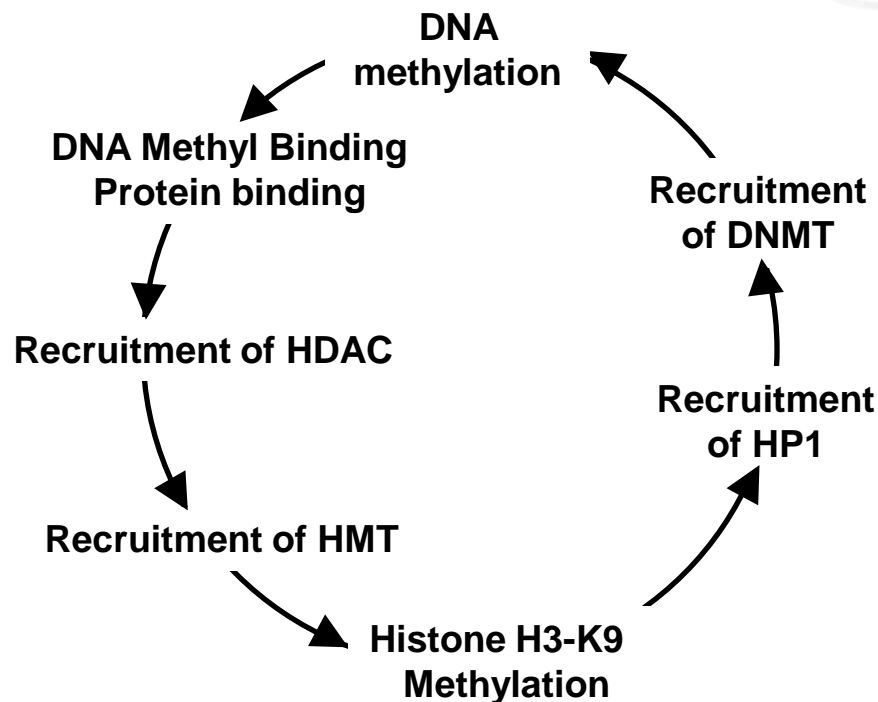 DNA
methylation
DNA Methyl Binding
Protein binding
Recruitment of HDAC
Recruitment of HMT
Histone H3-K9
Methylation
Recruitment
of HP1
Recruitment
of DNMT